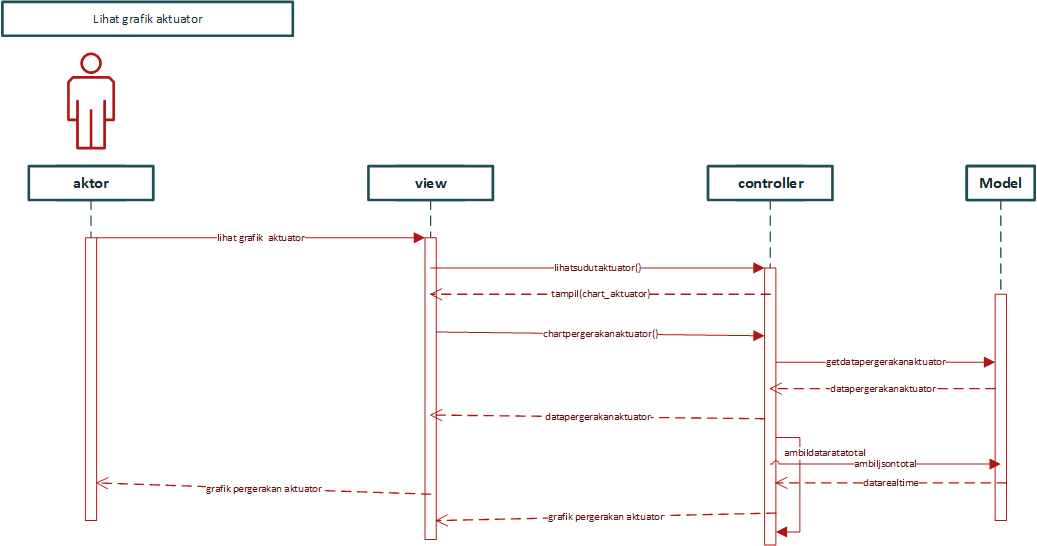 Lihat grafik aktuator
aktor
view
controller
Model
lihat grafik aktuator
lihatsudutaktuator()
tampil(chart_aktuator)
chartpergerakanaktuator()
getdatapergerakanaktuator
datapergerakanaktuator
datapergerakanaktuator
ambildataratatotal
ambiljsontotal
datarealtime
grafik pergerakan aktuator
grafik pergerakan aktuator